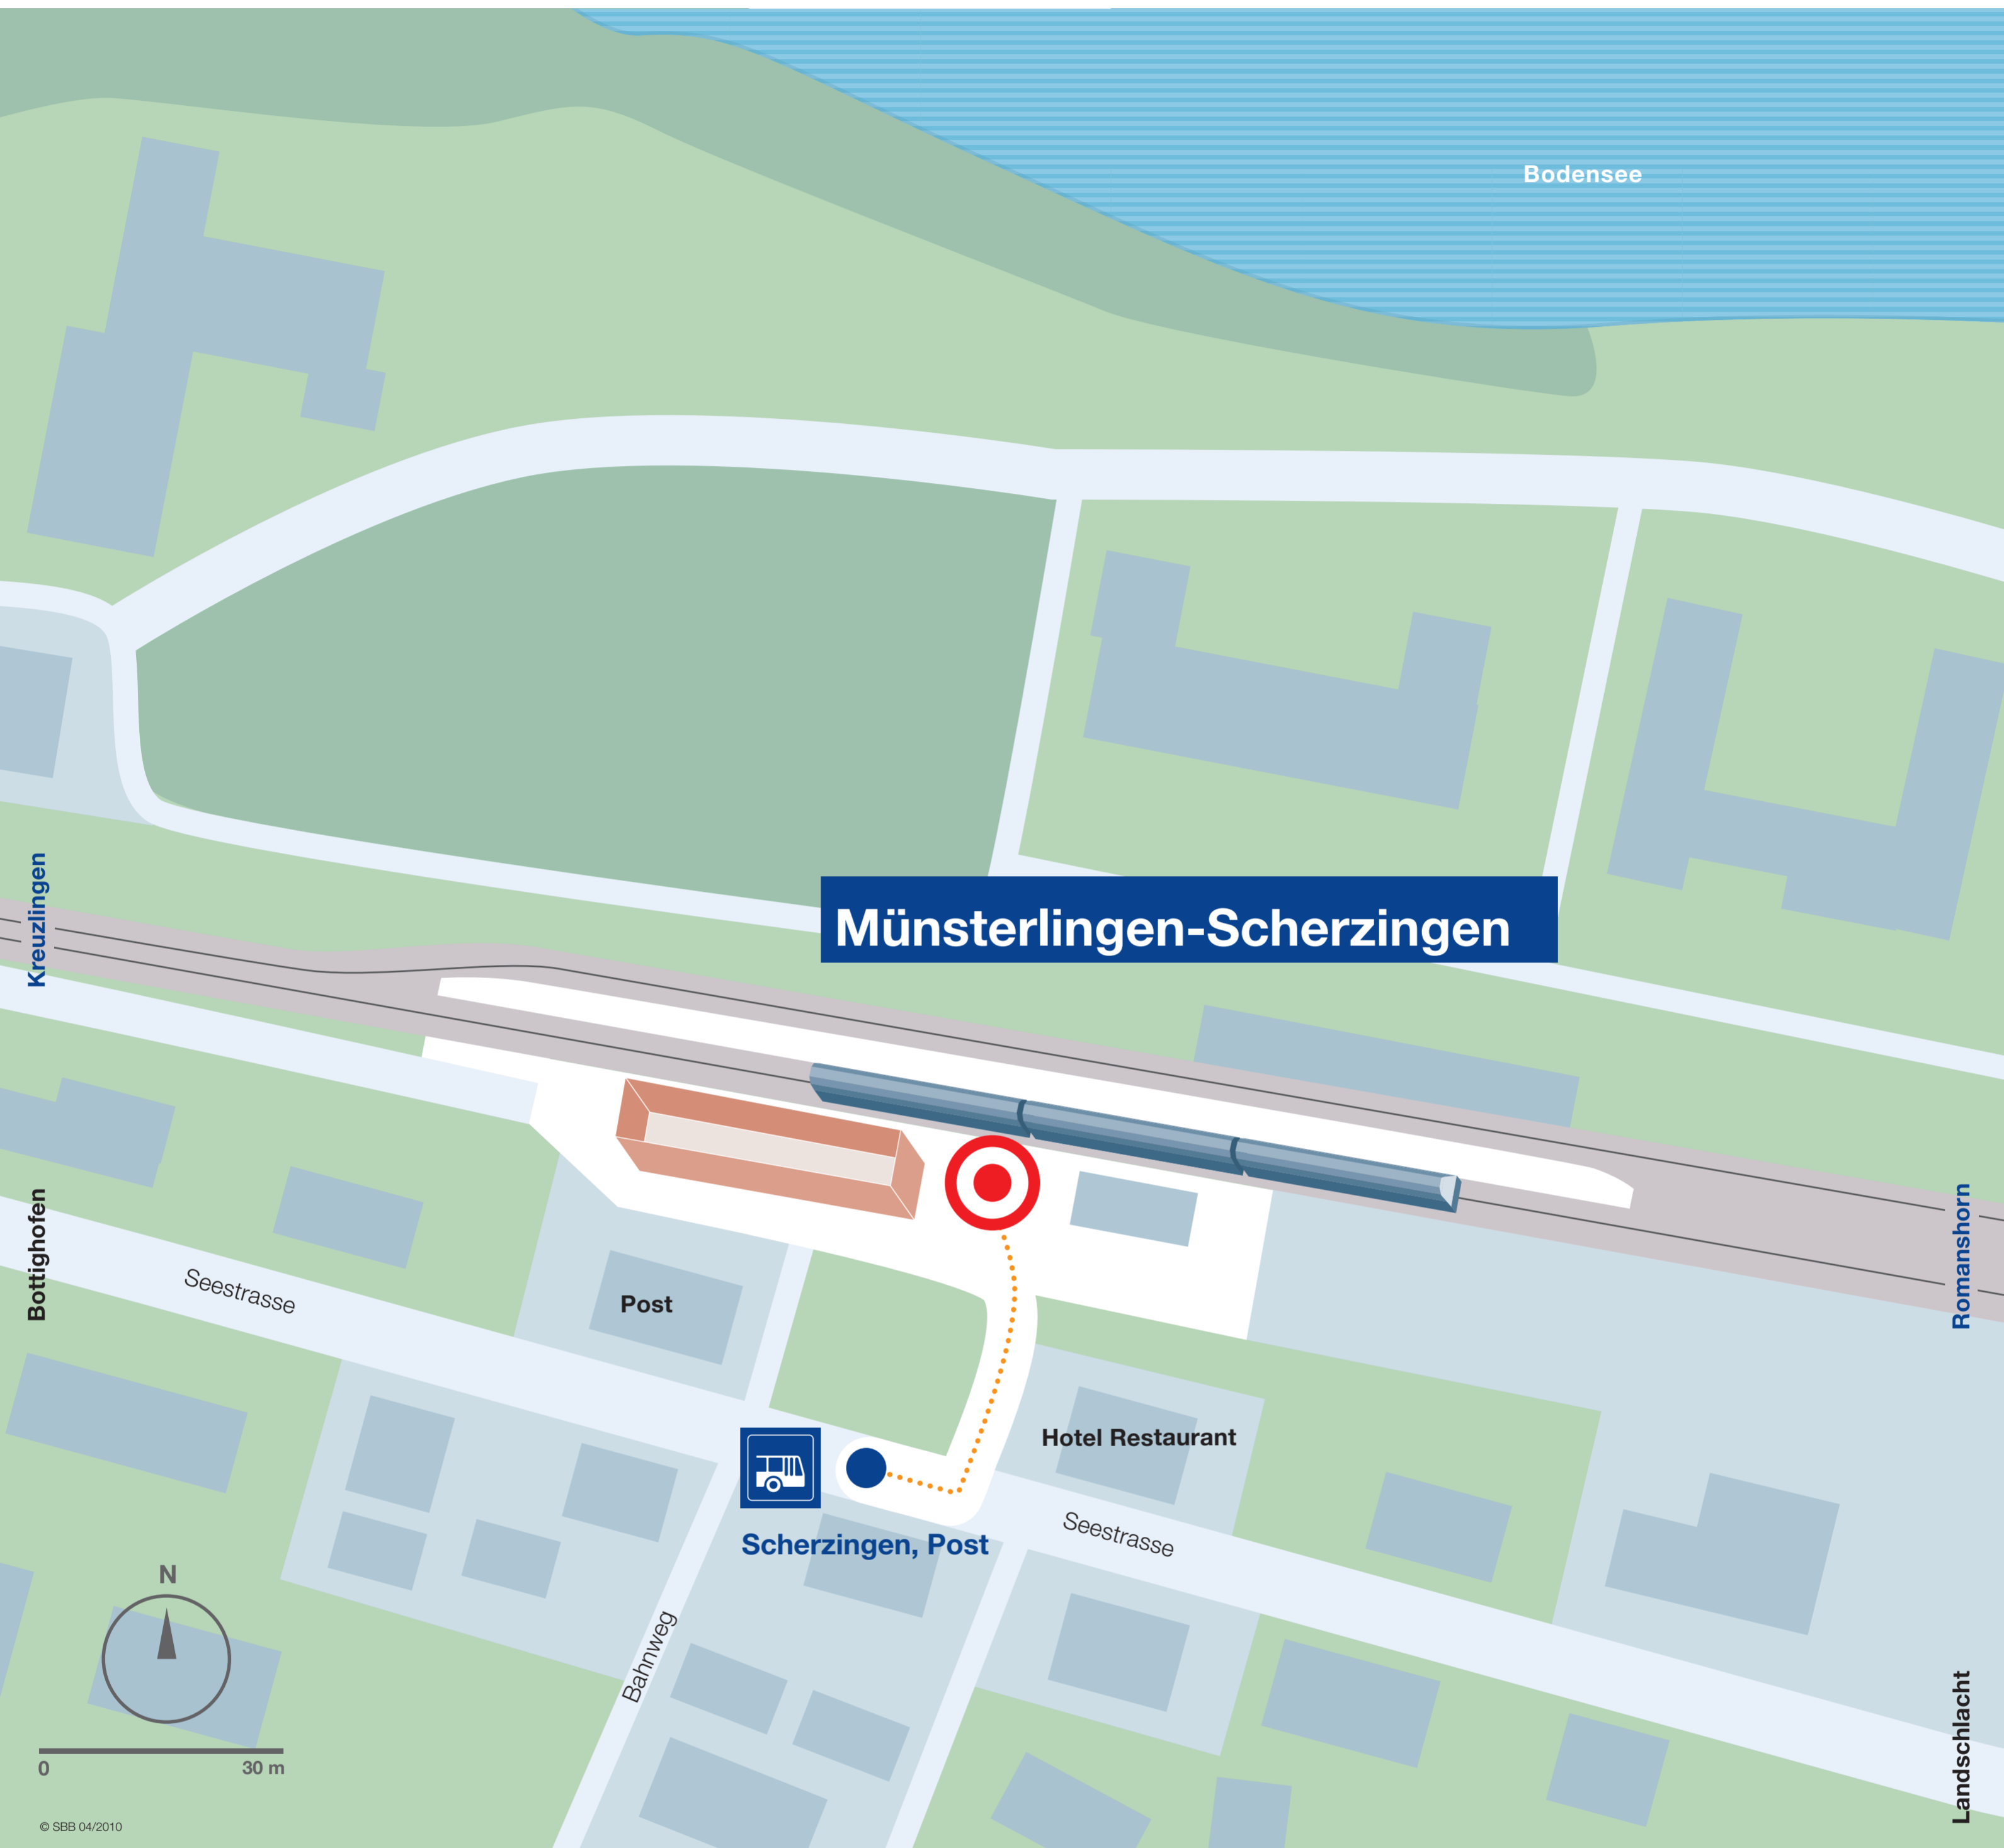 Bodensee
Kreuzlingen
Münsterlingen-Scherzingen
Bottighofen
Romanshorn
Seestrasse
Post
Hotel Restaurant
Seestrasse
Scherzingen, Post
Bahnweg
N
0 30 m
Landschlacht
© SBB 04/2010